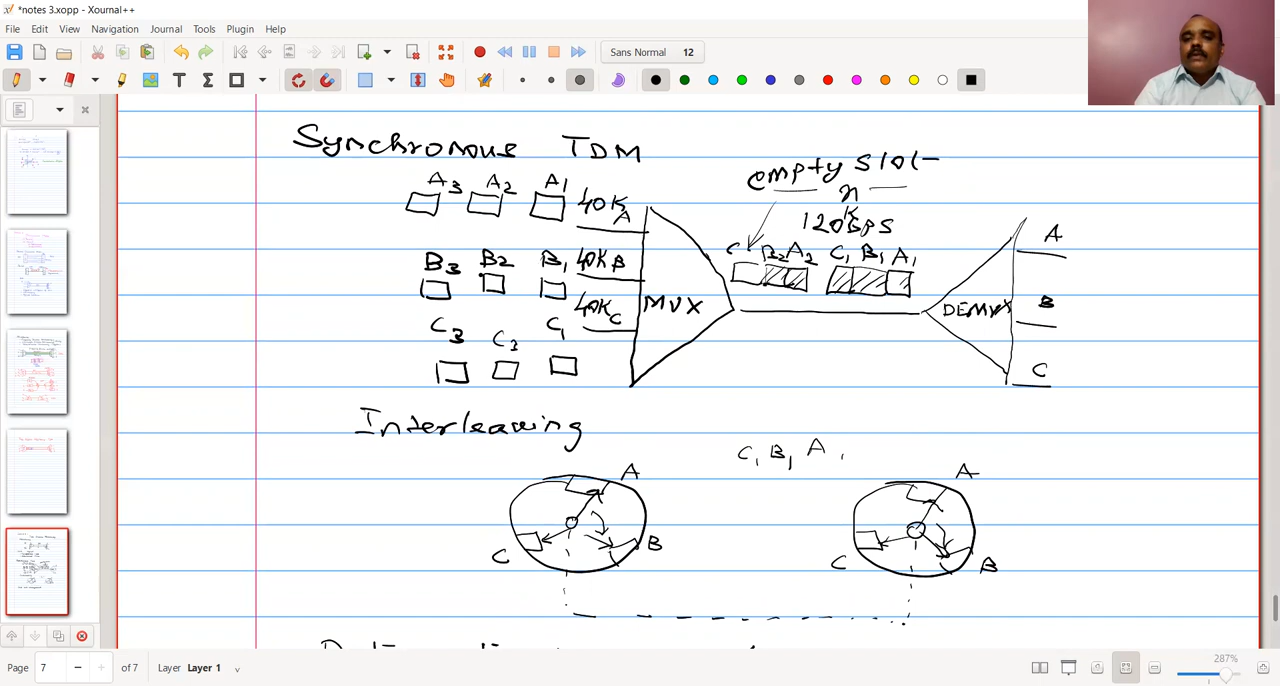 *notes 3.xopp - Xournal++
File Edit View Navigation Journal Tools Plugin Help
Sans Normal 12
Synchronous TDM
empty slot
n
A3 A2 A1 40K A
120kbps
B3 B2 B1 40K B
C B2 A2 C1 B1 A1
A
C3 C2 C1 40K C
MUX
DEMUX
B
C
Interleaving
C1 B1 A1
A
A
B
C
C
B
Page 7 of 7 Layer Layer 1
287%